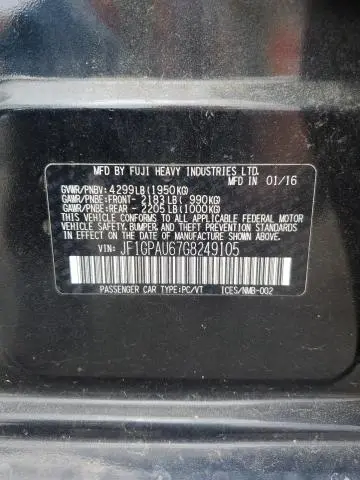 MFD BY FUJI HEAVY INDUSTRIES LTD.
MFD IN 01/16
GVWR/PNBV: 4299LB(1950KG)
GAWR/PNBE:FRONT- 2183LB( 990KG)
GAWR/PNBE:REAR - 2205LB(1000KG)
THIS VEHICLE CONFORMS TO ALL APPLICABLE FEDERAL MOTOR
VEHICLE SAFETY, BUMPER, AND THEFT PREVENTION STANDARDS
IN EFFECT ON THE DATE OF MANUFACTURE SHOWN ABOVE.
VIN: JF1GPAU67G8249105
PASSENGER CAR TYPE:PC/VT ICES/NMB-002